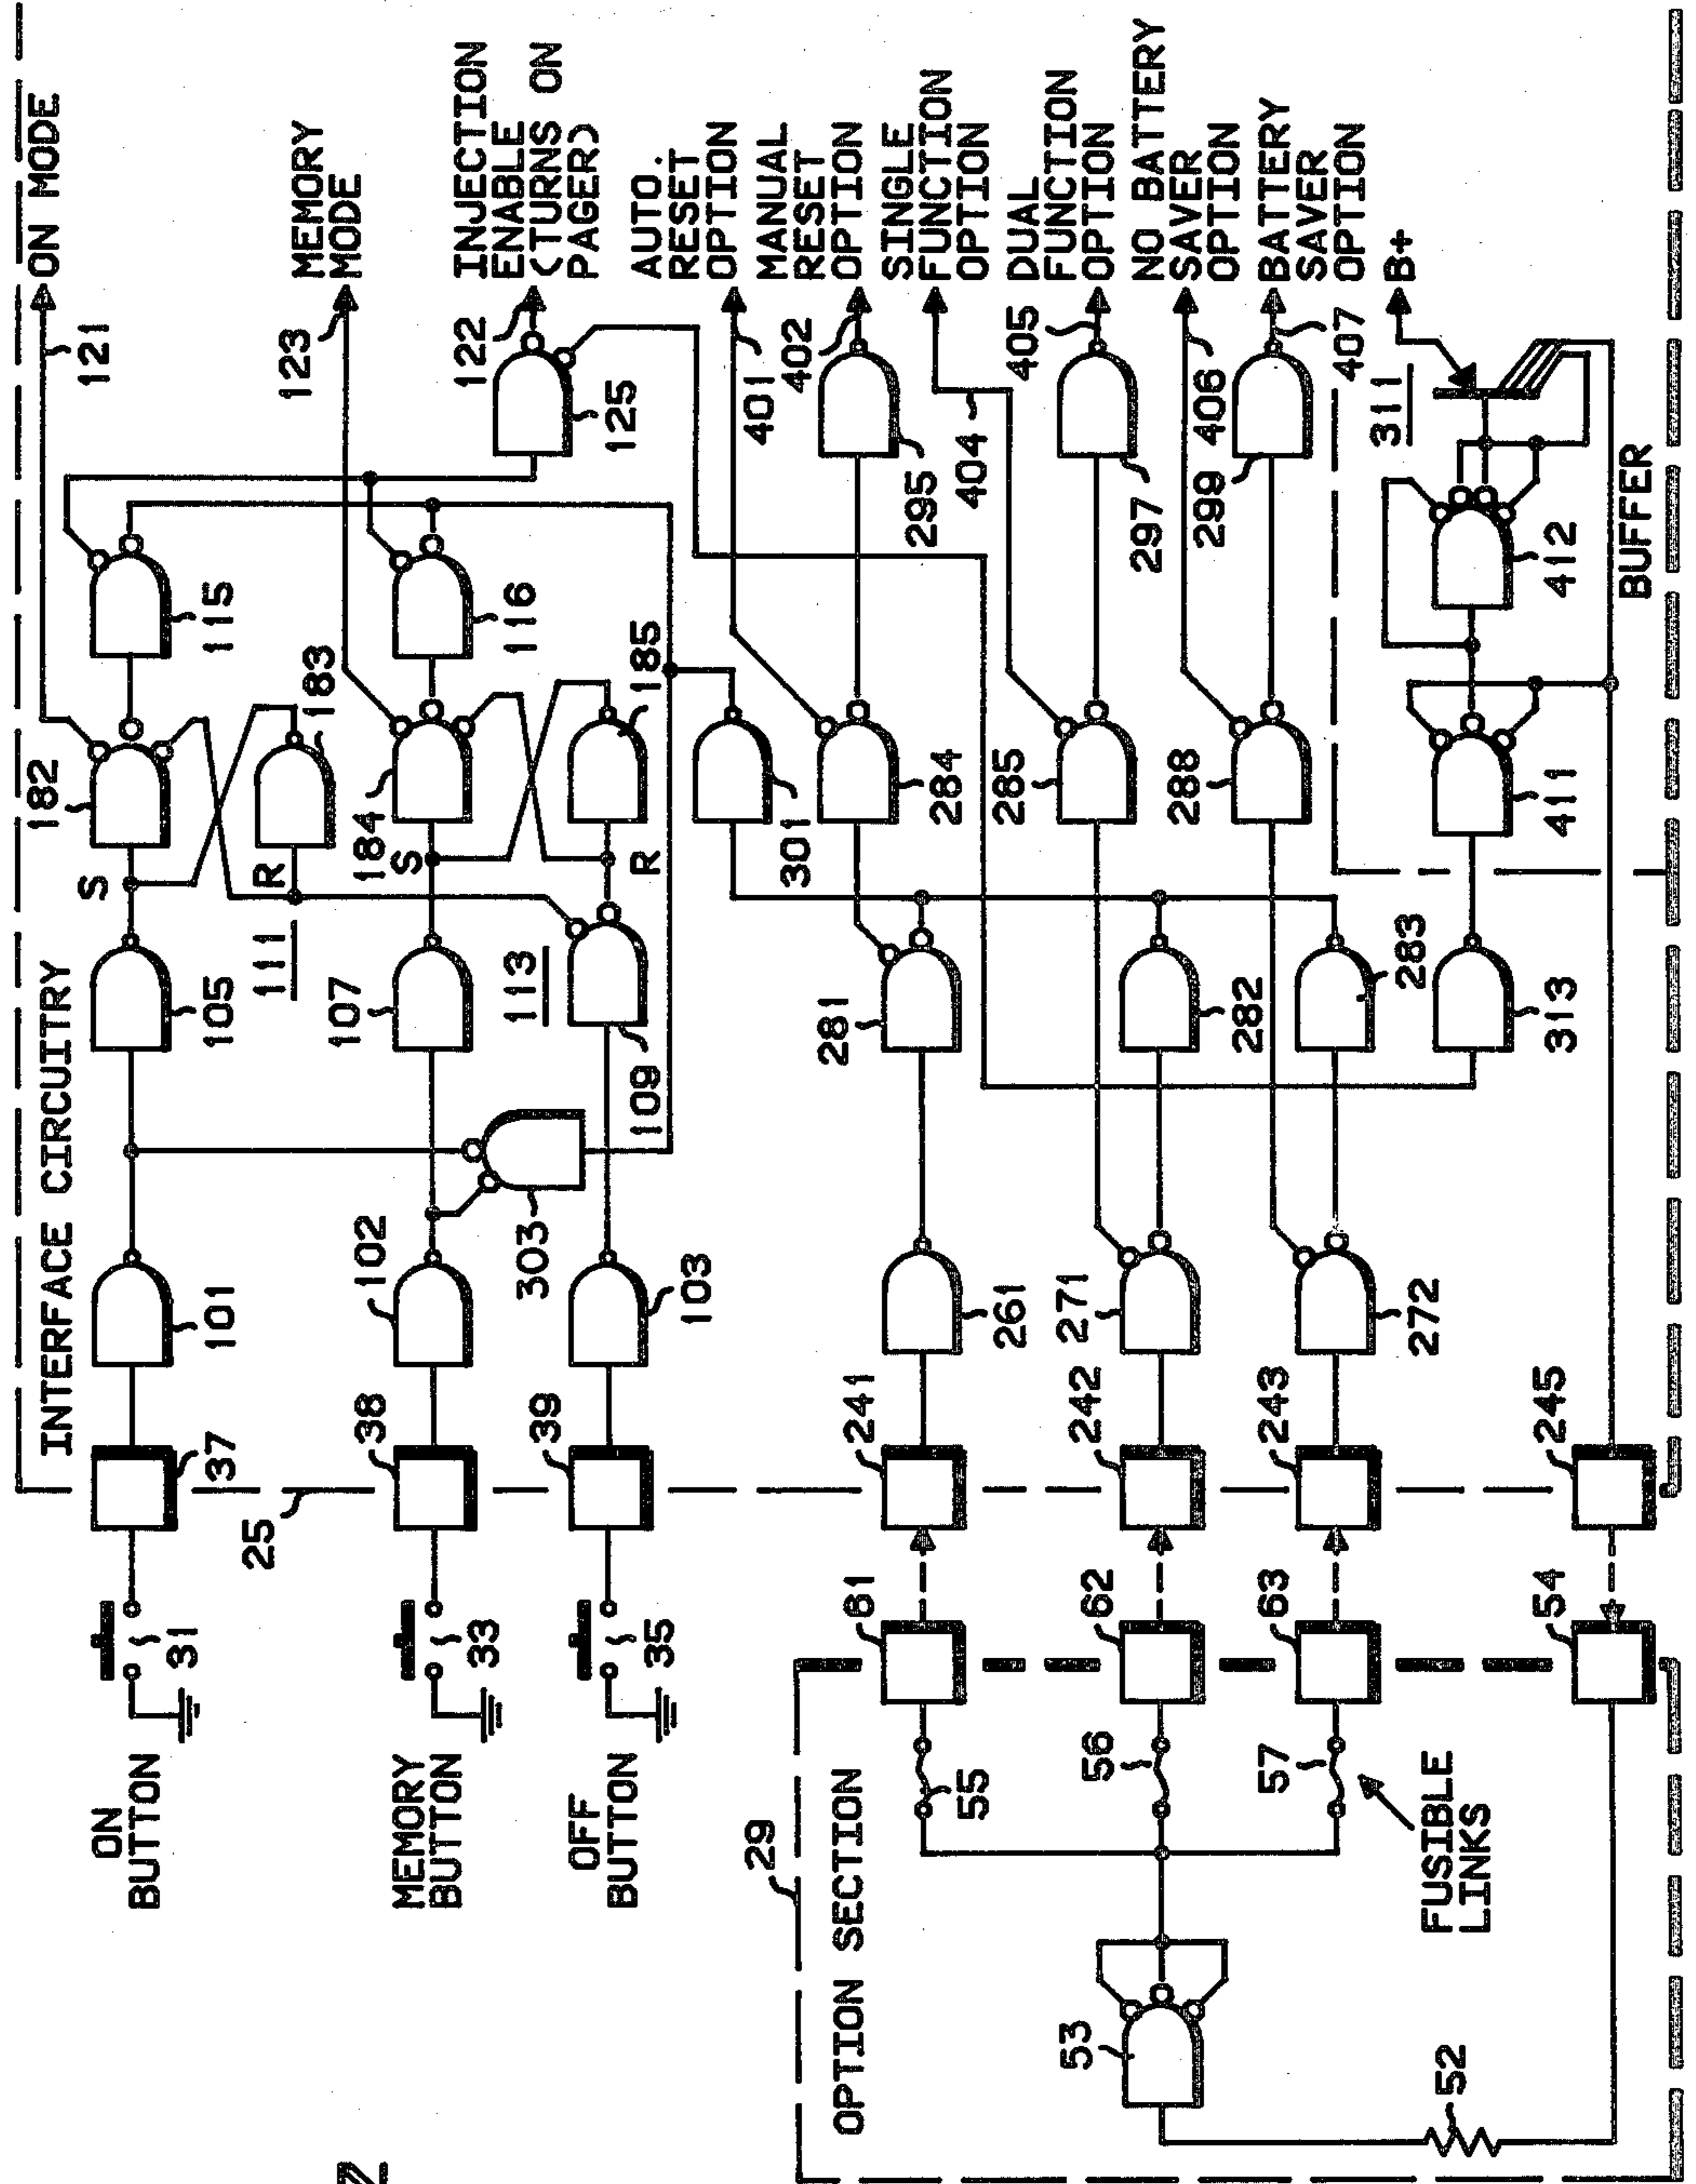 INTERFACE CIRCUITRY
ON
BUTTON
31
37
101
105
S
182
183
R
111
115
121
ON MODE
25
MEMORY
BUTTON
33
38
102
107
S
184
116
123
MEMORY
MODE
303
OFF
BUTTON
35
39
103
109
113
R
185
125
122
INJECTION
ENABLE
(TURNS ON
PAGER)
301
401
AUTO.
RESET
OPTION
29
OPTION SECTION
55
61
241
261
281
284
295
402
MANUAL
RESET
OPTION
404
SINGLE
FUNCTION
OPTION
53
56
62
242
271
282
285
297
405
DUAL
FUNCTION
OPTION
406
NO BATTERY
SAVER
OPTION
57
63
243
272
283
288
299
407
BATTERY
SAVER
OPTION
FUSIBLE
LINKS
313
411
412
311
B+
BUFFER
52
54
245